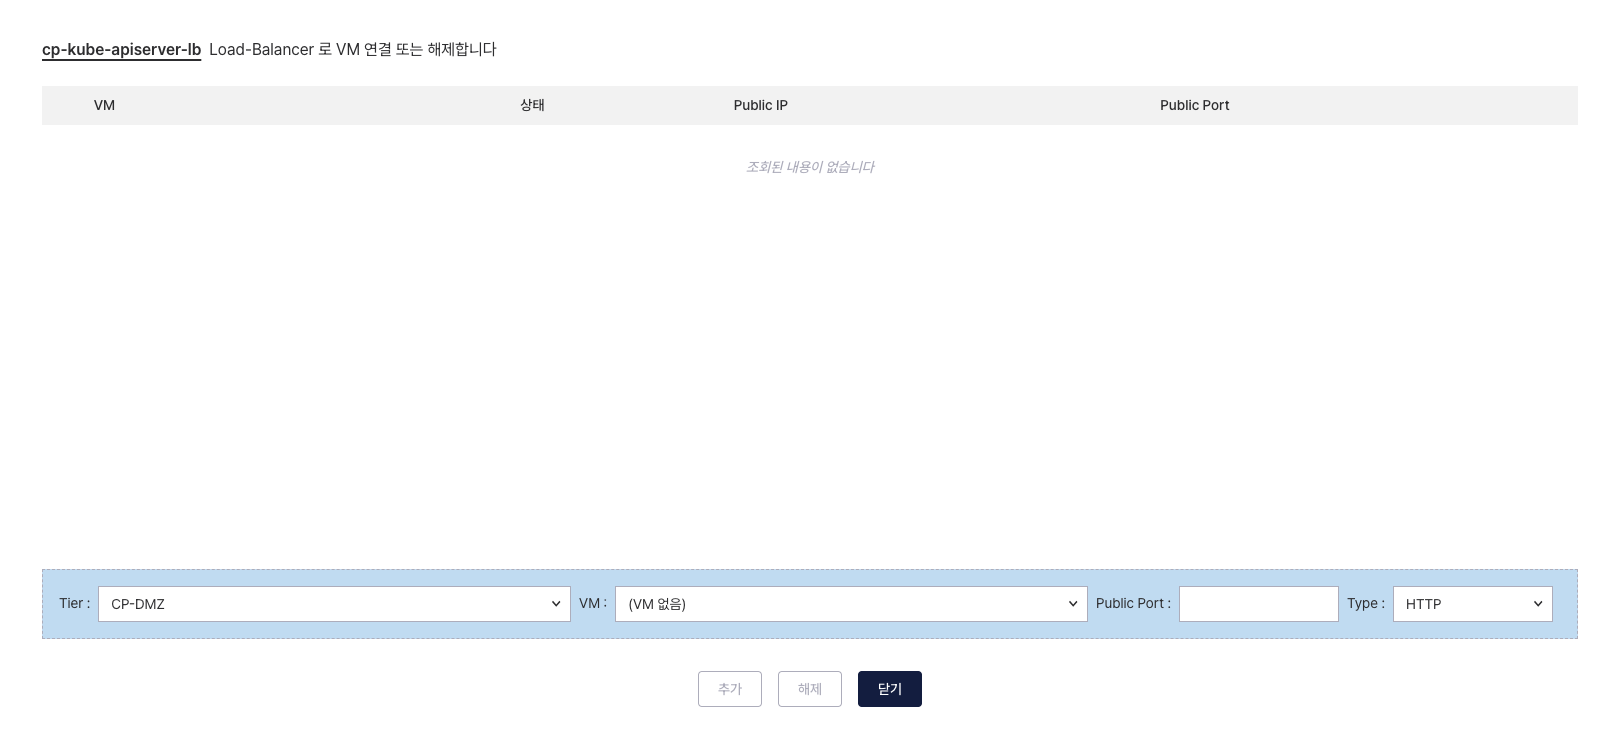 cp-kube-apiserver-lb Load-Balancer 로 VM 연결 또는 해제합니다
VM 상태 Public IP Public Port
조회된 내용이 없습니다
Tier : CP-DMZ VM : (VM 없음) Public Port : Type : HTTP
추가 해제 닫기